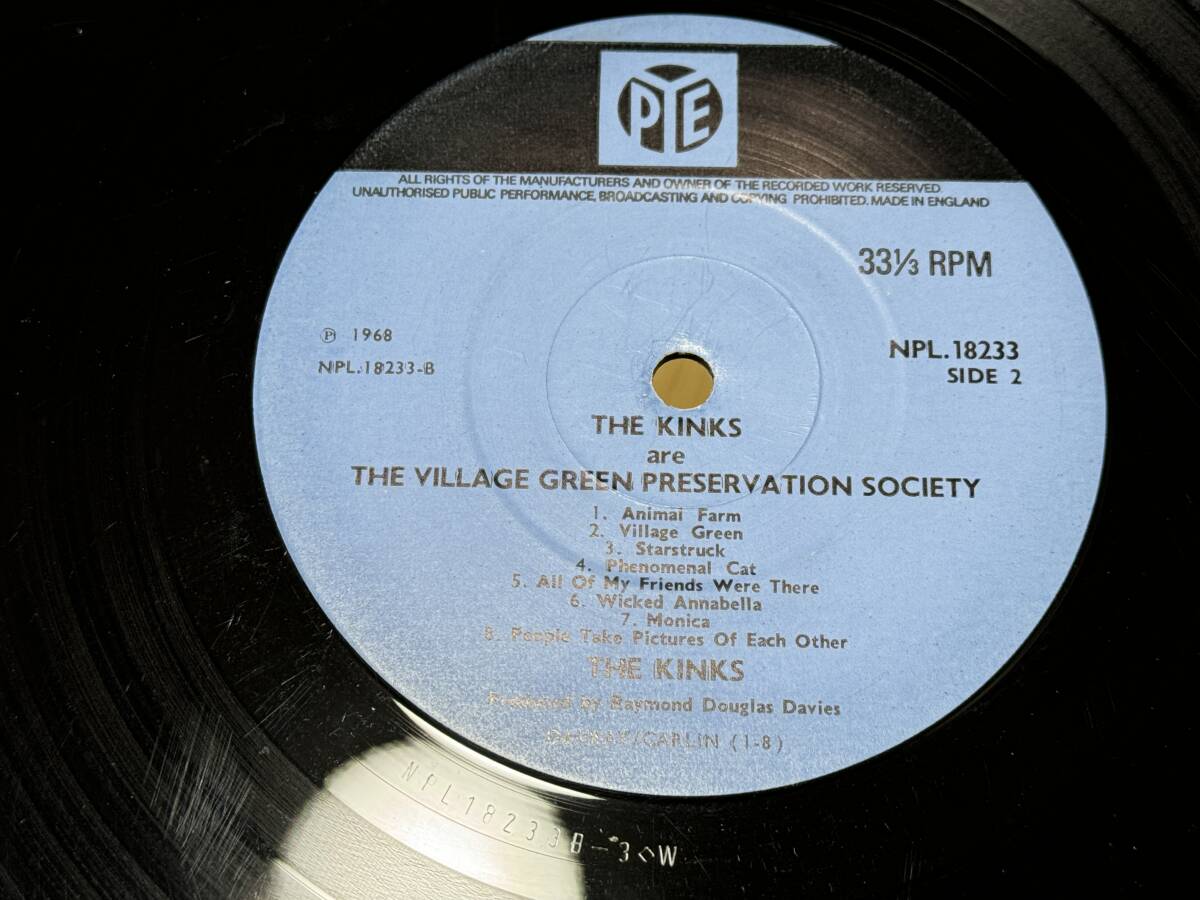 PYE
ALL RIGHTS OF THE MANUFACTURERS AND OWNER OF THE RECORDED WORK RESERVED.
UNAUTHORISED PUBLIC PERFORMANCE, BROADCASTING AND COPYING PROHIBITED. MADE IN ENGLAND
33⅓ RPM
℗ 1968
NPL.18233-B
NPL.18233
SIDE 2
THE KINKS
are
THE VILLAGE GREEN PRESERVATION SOCIETY
1. Animal Farm
2. Village Green
3. Starstruck
4. Phenomenal Cat
5. All Of My Friends Were There
6. Wicked Annabella
7. Monica
8. People Take Pictures Of Each Other
THE KINKS
Produced by Raymond Douglas Davies
/CARLIN (1-8)
NPL18233B-3◇W